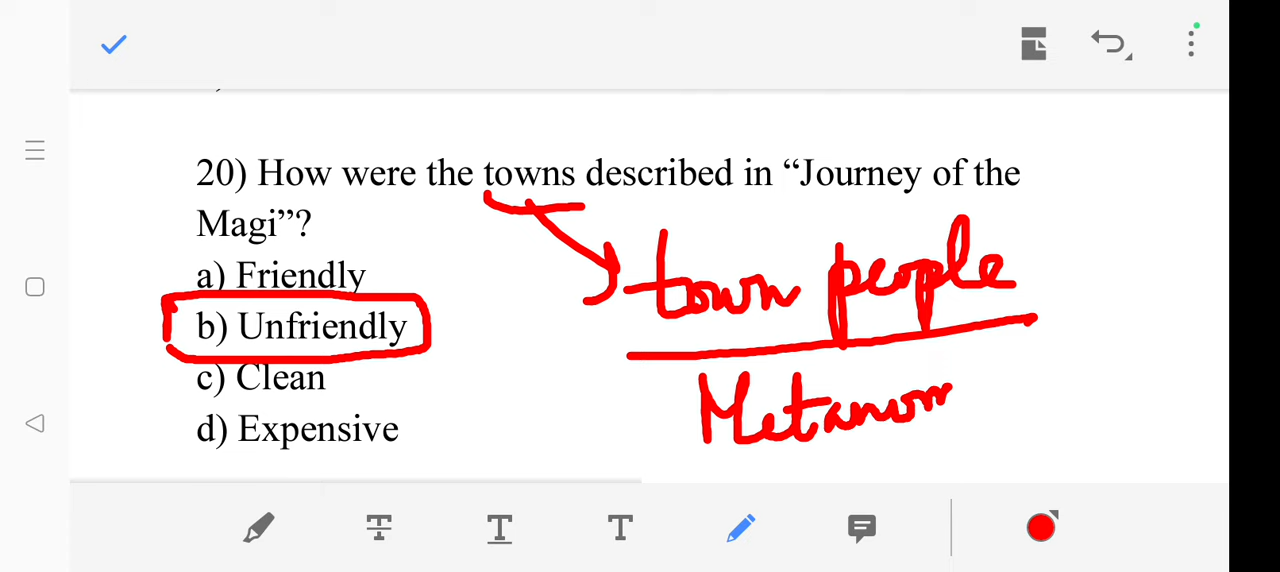 20) How were the towns described in “Journey of the
Magi”?
a) Friendly
b) Unfriendly
c) Clean
d) Expensive
town people